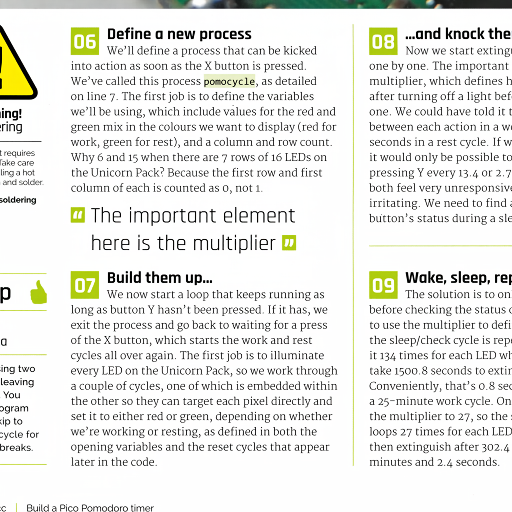 ning!
ering
t requires
Take care
ling a hot
and solder.
soldering
p
a
ing two
leaving
You
ogram
kip to
cycle for
breaks.
06 Define a new process
We'll define a process that can be kicked
into action as soon as the X button is pressed.
We've called this process pomocycle, as detailed
on line 7. The first job is to define the variables
we'll be using, which include values for the red and
green mix in the colours we want to display (red for
work, green for rest), and a column and row count.
Why 6 and 15 when there are 7 rows of 16 LEDs on
the Unicorn Pack? Because the first row and first
column of each is counted as 0, not 1.
“ The important element
here is the multiplier ”
07 Build them up…
We now start a loop that keeps running as
long as button Y hasn't been pressed. If it has, we
exit the process and go back to waiting for a press
of the X button, which starts the work and rest
cycles all over again. The first job is to illuminate
every LED on the Unicorn Pack, so we work through
a couple of cycles, one of which is embedded within
the other so they can target each pixel directly and
set it to either red or green, depending on whether
we're working or resting, as defined in both the
opening variables and the reset cycles that appear
later in the code.
08 …and knock the
Now we start exting
one by one. The important
multiplier, which defines h
after turning off a light bef
one. We could have told it t
between each action in a w
seconds in a rest cycle. If w
it would only be possible to
pressing Y every 13.4 or 2.7
both feel very unresponsive
irritating. We need to find a
button's status during a sle
09 Wake, sleep, rep
The solution is to on
before checking the status o
to use the multiplier to defi
the sleep/check cycle is repe
it 134 times for each LED wh
take 1500.8 seconds to extin
Conveniently, that's 0.8 sec
a 25-minute work cycle. On
the multiplier to 27, so the s
loops 27 times for each LED
then extinguish after 302.4
minutes and 2.4 seconds.
cc Build a Pico Pomodoro timer